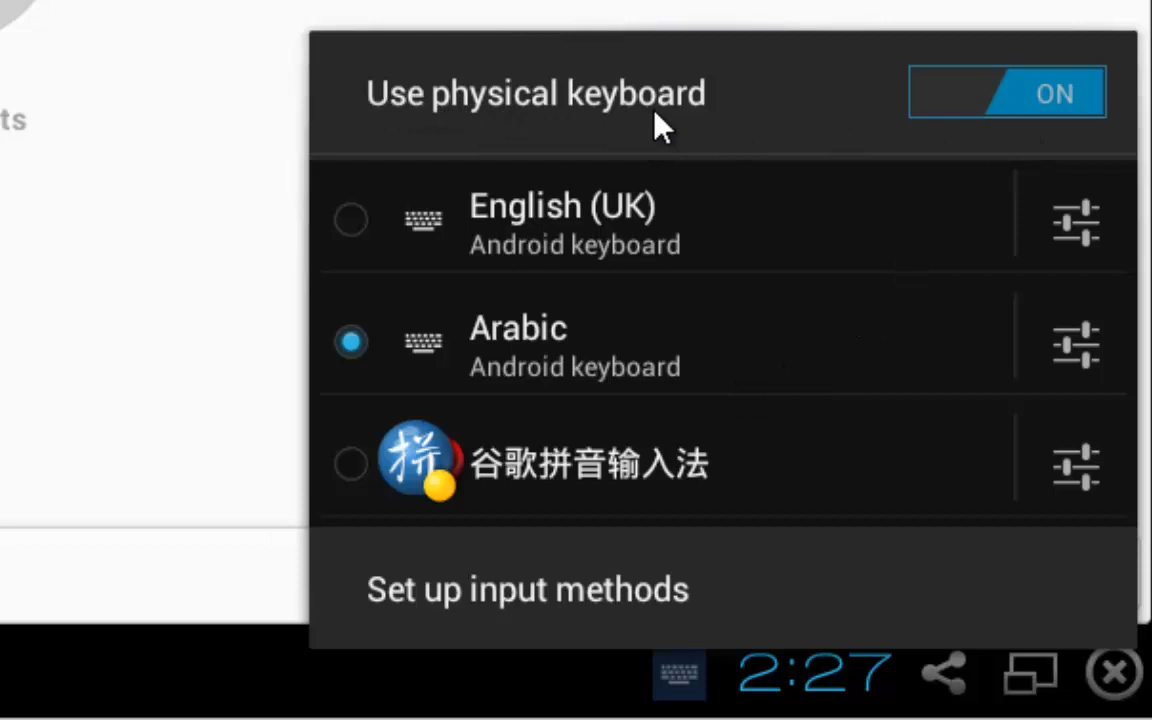 Use physical keyboard
ON
ts
English (UK)
Android keyboard
Arabic
Android keyboard
拼
谷歌拼音输入法
Set up input methods
2:27